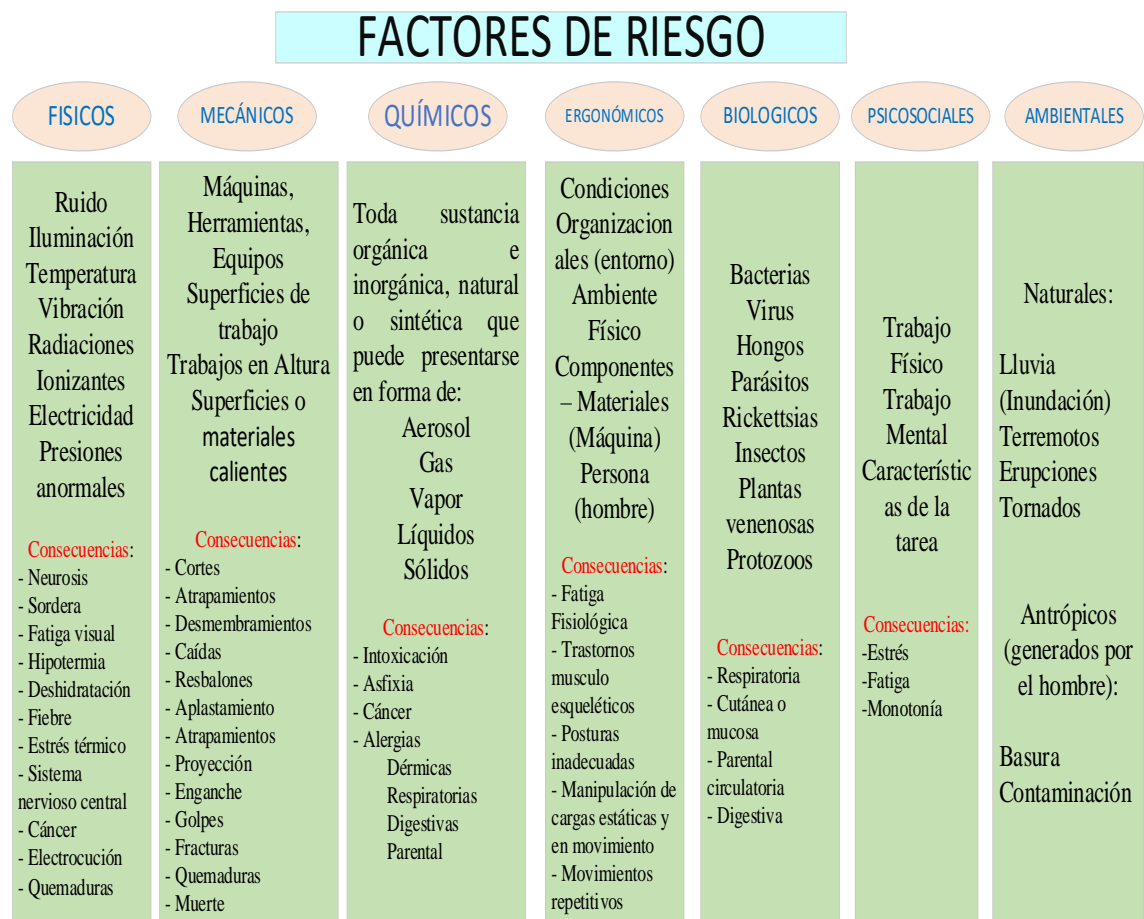 FACTORES DE RIESGO
FISICOS
Ruido
Iluminación
Temperatura
Vibración
Radiaciones
Ionizantes
Electricidad
Presiones
anormales
Consecuencias:
- Neurosis
- Sordera
- Fatiga visual
- Hipotermia
- Deshidratación
- Fiebre
- Estrés térmico
- Sistema
nervioso central
- Cáncer
- Electrocución
- Quemaduras
MECÁNICOS
Máquinas,
Herramientas,
Equipos
Superficies de
trabajo
Trabajos en Altura
Superficies o
materiales
calientes
Consecuencias:
- Cortes
- Atrapamientos
- Desmembramientos
- Caídas
- Resbalones
- Aplastamiento
- Atrapamientos
- Proyección
- Enganche
- Golpes
- Fracturas
- Quemaduras
- Muerte
QUÍMICOS
Toda sustancia
orgánica e
inorgánica, natural
o sintética que
puede presentarse
en forma de:
Aerosol
Gas
Vapor
Líquidos
Sólidos
Consecuencias:
- Intoxicación
- Asfixia
- Cáncer
- Alergias
Dérmicas
Respiratorias
Digestivas
Parental
ERGONÓMICOS
Condiciones
Organizacion
ales (entorno)
Ambiente
Físico
Componentes
– Materiales
(Máquina)
Persona
(hombre)
Consecuencias:
- Fatiga
Fisiológica
- Trastornos
musculo
esqueléticos
- Posturas
inadecuadas
- Manipulación de
cargas estáticas y
en movimiento
- Movimientos
repetitivos
BIOLOGICOS
Bacterias
Virus
Hongos
Parásitos
Rickettsias
Insectos
Plantas
venenosas
Protozoos
Consecuencias:
- Respiratoria
- Cutánea o
mucosa
- Parental
circulatoria
- Digestiva
PSICOSOCIALES
Trabajo
Físico
Trabajo
Mental
Característic
as de la
tarea
Consecuencias:
-Estrés
-Fatiga
-Monotonía
AMBIENTALES
Naturales:
Lluvia
(Inundación)
Terremotos
Erupciones
Tornados
Antrópicos
(generados por
el hombre):
Basura
Contaminación